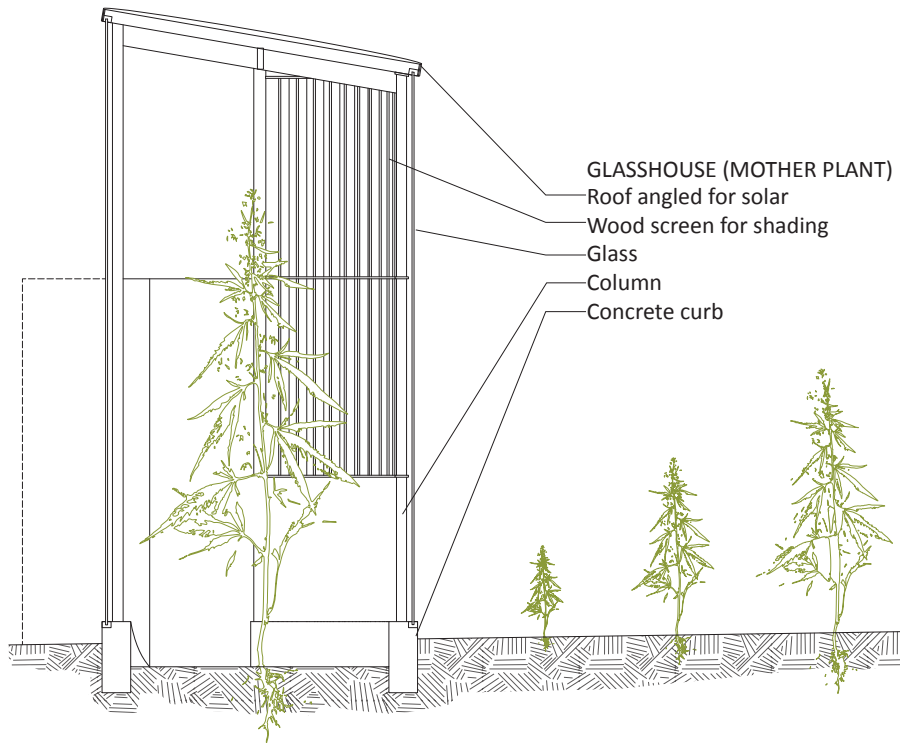 GLASSHOUSE (MOTHER PLANT)
Roof angled for solar
Wood screen for shading
Glass
Column
Concrete curb